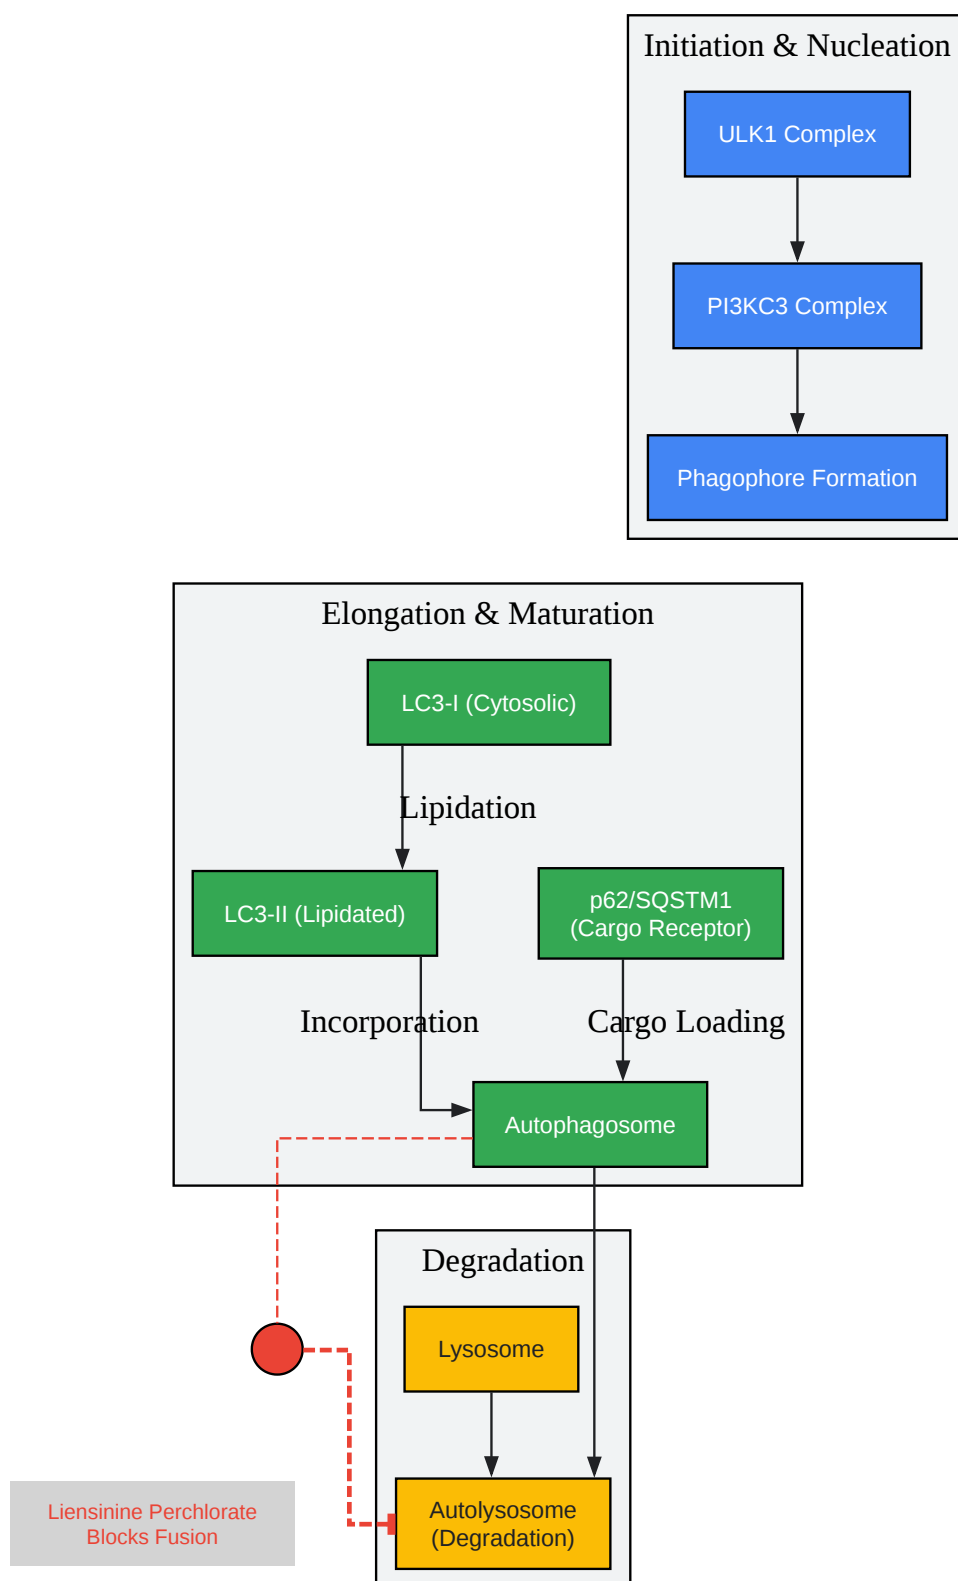 Initiation & Nucleation
ULK1 Complex
PI3KC3 Complex
Phagophore Formation
Elongation & Maturation
LC3-I (Cytosolic)
Lipidation
LC3-II (Lipidated)
p62/SQSTM1
(Cargo Receptor)
Incorporation
Cargo Loading
Autophagosome
Degradation
Lysosome
Autolysosome
(Degradation)
Liensinine Perchlorate
Blocks Fusion